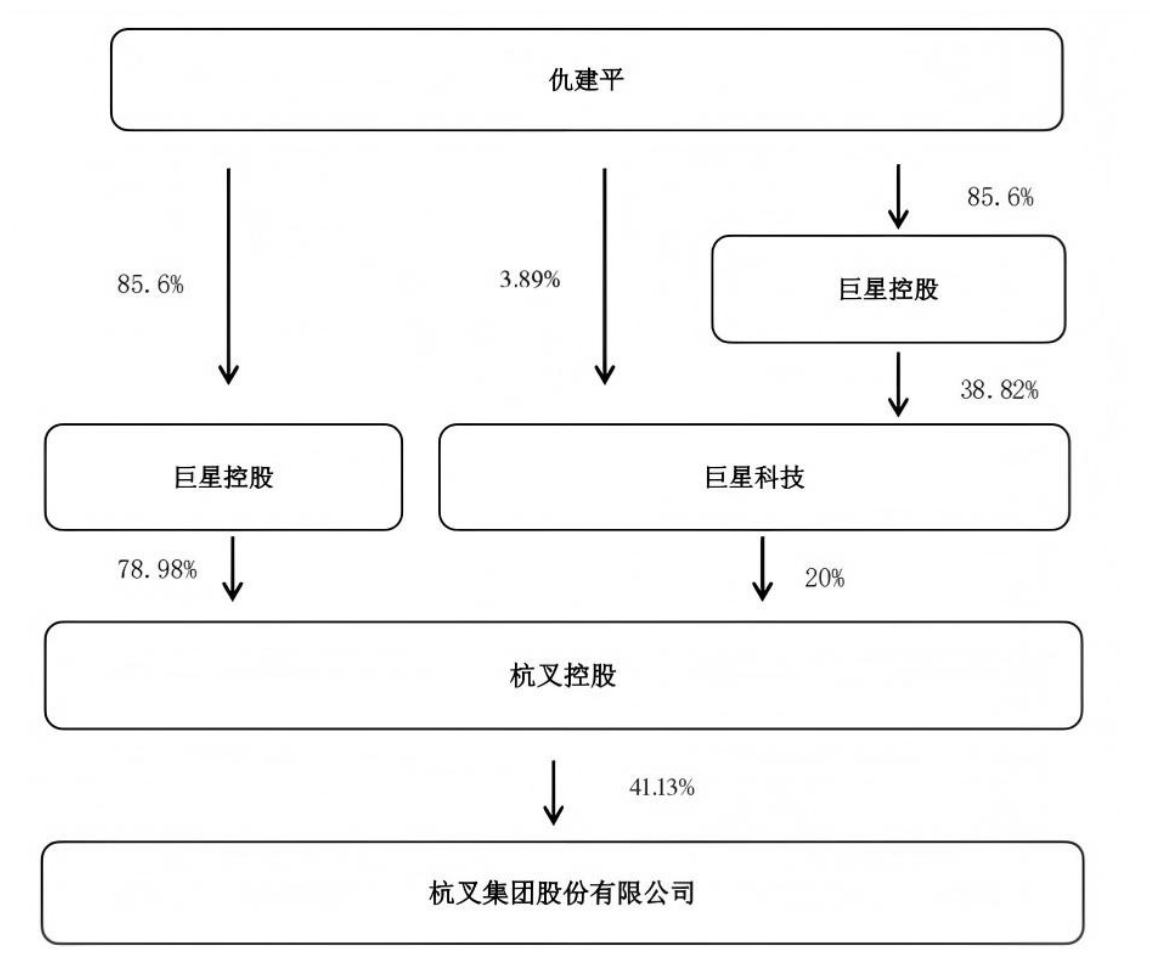 仇建平
85.6%
85.6%
3.89%
巨星控股
38.82%
巨星控股
巨星科技
78.98%
20%
杭叉控股
41.13%
杭叉集团股份有限公司